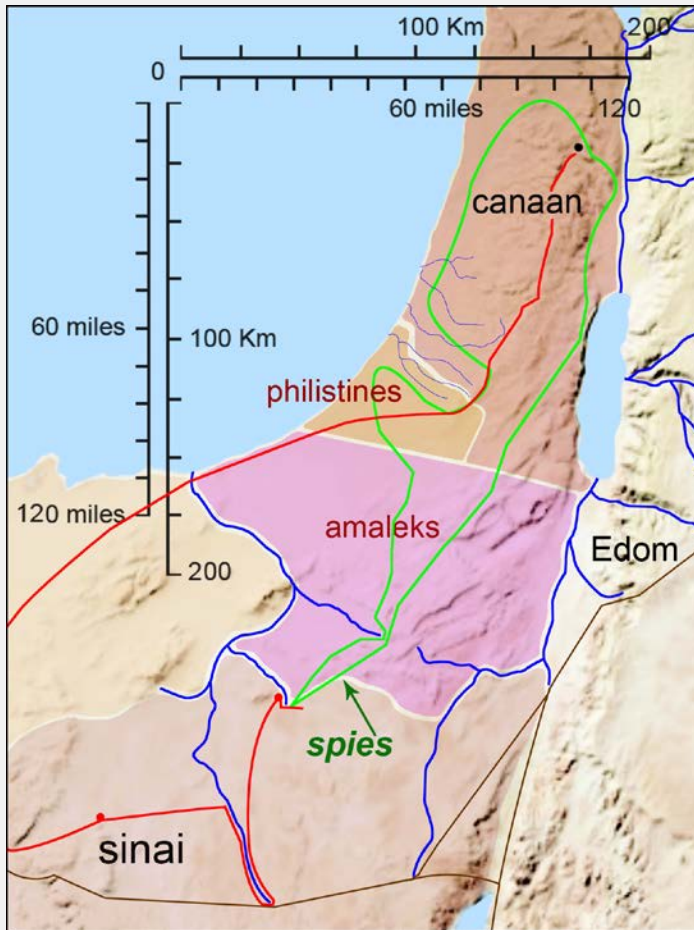 100 Km
200
0
60 miles
120
canaan
60 miles
100 Km
philistines
120 miles
amaleks
Edom
200
spies
sinai